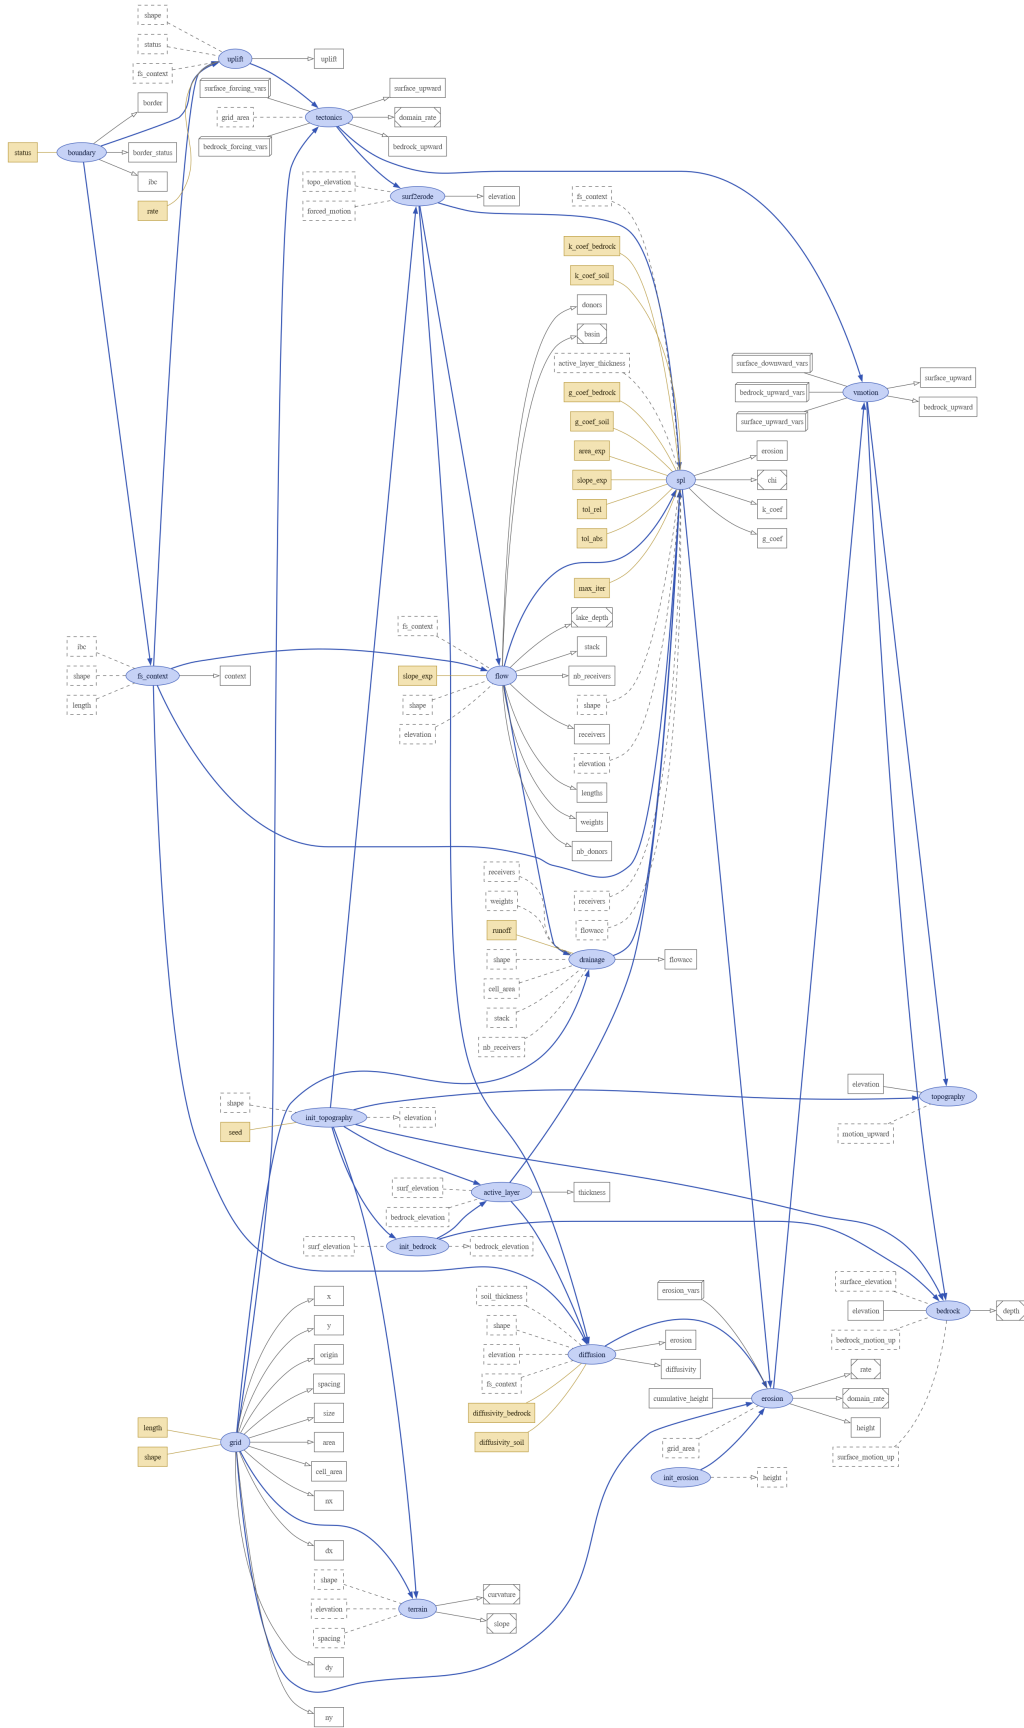 shape
status
uplift
uplift
fs_context
surface_forcing_vars
surface_upward
border
grid_area
tectonics
domain_rate
bedrock_forcing_vars
bedrock_upward
status
boundary
border_status
ibc
rate
topo_elevation
surf2erode
elevation
fs_context
forced_motion
k_coef_bedrock
k_coef_soil
donors
basin
active_layer_thickness
surface_downward_vars
surface_upward
bedrock_upward_vars
vmotion
bedrock_upward
surface_upward_vars
g_coef_bedrock
g_coef_soil
area_exp
erosion
slope_exp
spl
chi
tol_rel
k_coef
tol_abs
g_coef
max_iter
lake_depth
fs_context
stack
ibc
shape
fs_context
context
slope_exp
flow
nb_receivers
length
shape
shape
elevation
receivers
elevation
lengths
weights
nb_donors
receivers
weights
receivers
runoff
flowacc
shape
drainage
flowacc
cell_area
stack
nb_receivers
elevation
topography
shape
init_topography
elevation
seed
motion_upward
surf_elevation
active_layer
thickness
bedrock_elevation
surf_elevation
init_bedrock
bedrock_elevation
x
soil_thickness
erosion_vars
surface_elevation
y
shape
elevation
bedrock
depth
origin
elevation
diffusion
erosion
bedrock_motion_up
spacing
fs_context
diffusivity
rate
size
diffusivity_bedrock
cumulative_height
erosion
domain_rate
length
grid
area
diffusivity_soil
grid_area
height
shape
cell_area
surface_motion_up
nx
init_erosion
height
dx
shape
curvature
elevation
terrain
slope
spacing
dy
ny